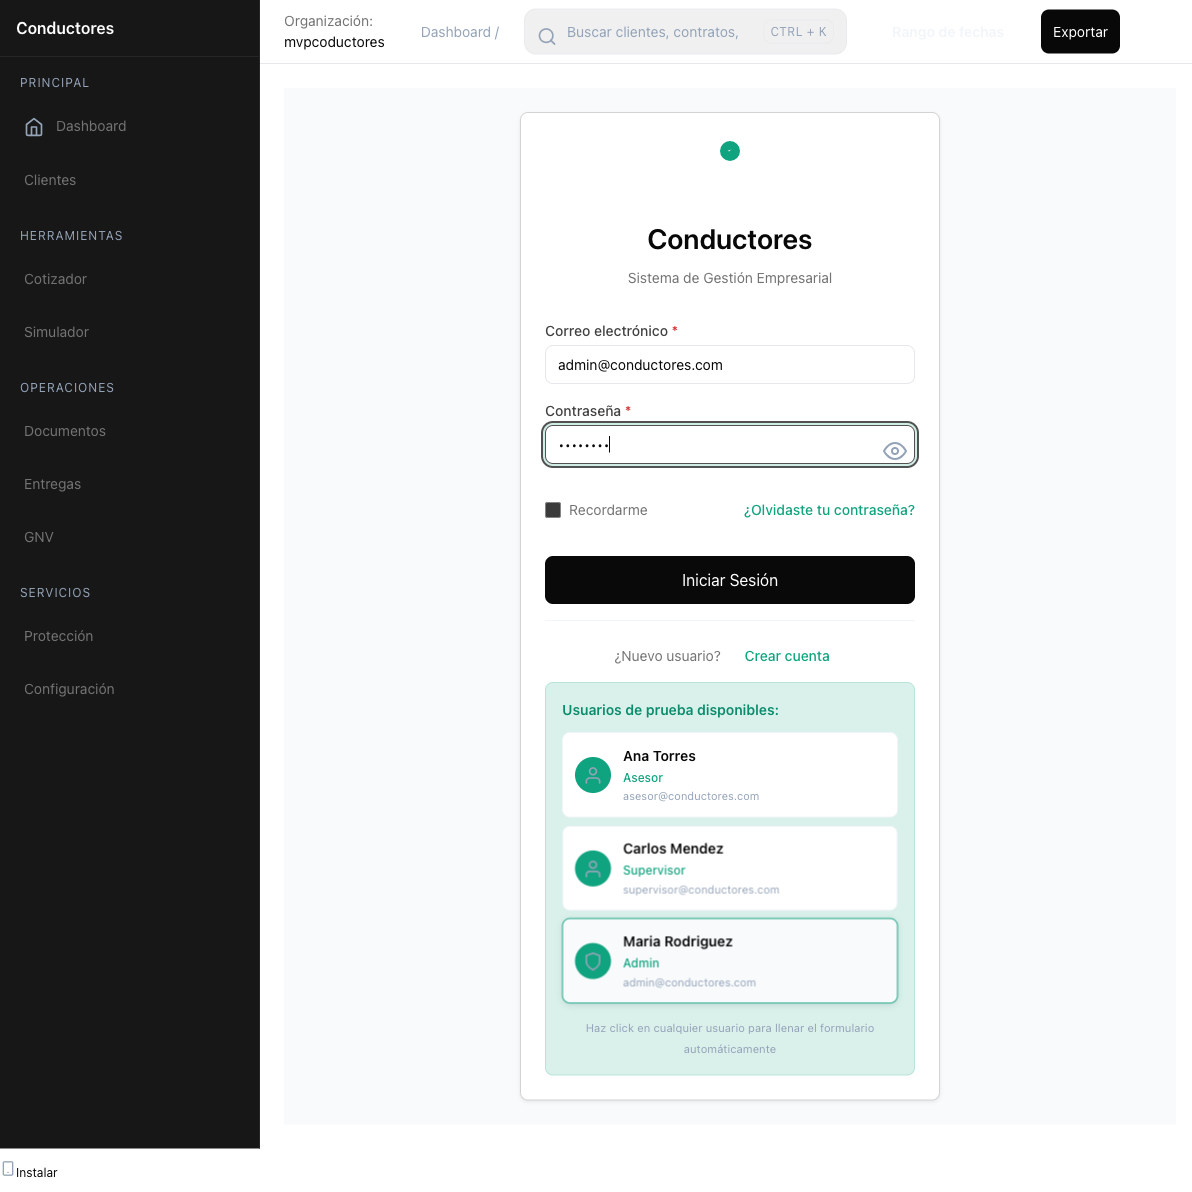 Conductores
PRINCIPAL
Dashboard
Clientes
HERRAMIENTAS
Cotizador
Simulador
OPERACIONES
Documentos
Entregas
GNV
SERVICIOS
Protección
Configuración
Instalar
Organización:
mvpcoductores
Dashboard /
Buscar clientes, contratos,
CTRL + K
Rango de fechas
Exportar
Conductores
Sistema de Gestión Empresarial
Correo electrónico *
admin@conductores.com
Contraseña *
••••••••
Recordarme
¿Olvidaste tu contraseña?
Iniciar Sesión
¿Nuevo usuario? Crear cuenta
Usuarios de prueba disponibles:
Ana Torres
Asesor
asesor@conductores.com
Carlos Mendez
Supervisor
supervisor@conductores.com
Maria Rodriguez
Admin
admin@conductores.com
Haz click en cualquier usuario para llenar el formulario
automáticamente